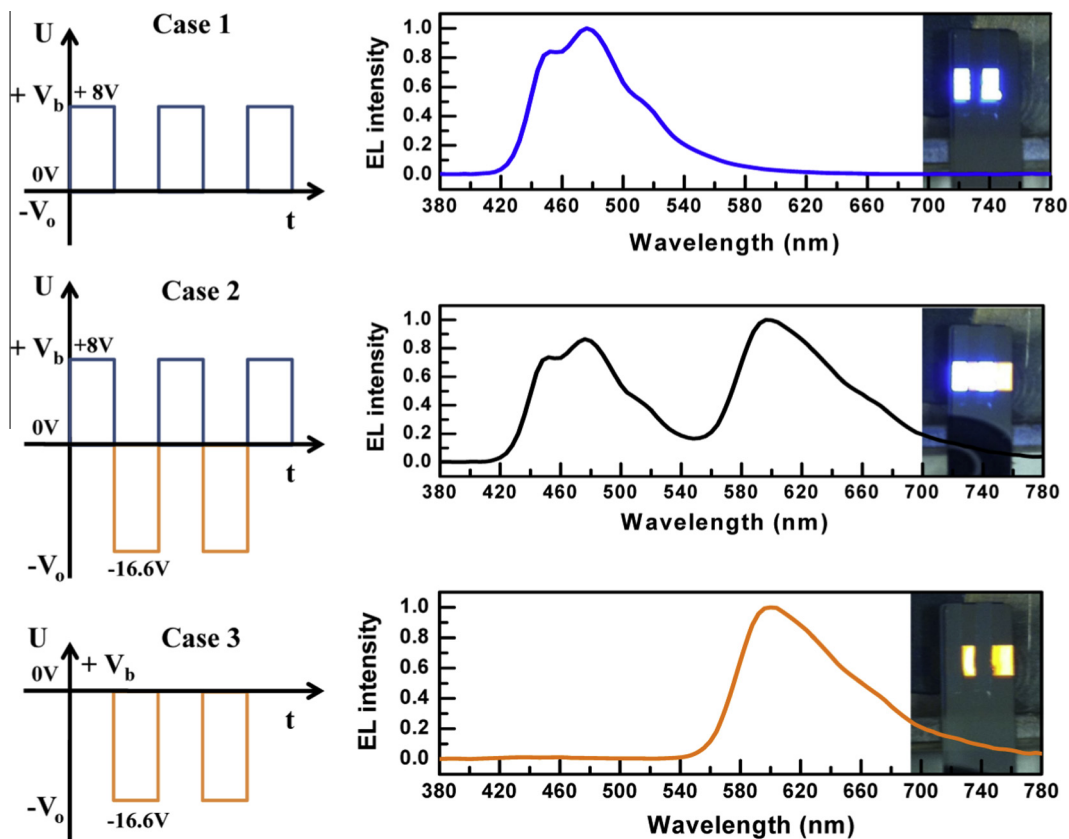 Case 1
U
+ V_b
+ 8V
0V
-V_o
t
EL intensity
1.0
0.8
0.6
0.4
0.2
0.0
380 420 460 500 540 580 620 660 700 740 780
Wavelength (nm)
Case 2
U
+ V_b
+8V
0V
-V_o
-16.6V
t
EL intensity
1.0
0.8
0.6
0.4
0.2
0.0
380 420 460 500 540 580 620 660 700 740 780
Wavelength (nm)
Case 3
U
0V
+ V_b
-V_o
-16.6V
t
EL intensity
1.0
0.8
0.6
0.4
0.2
0.0
380 420 460 500 540 580 620 660 700 740 780
Wavelength (nm)